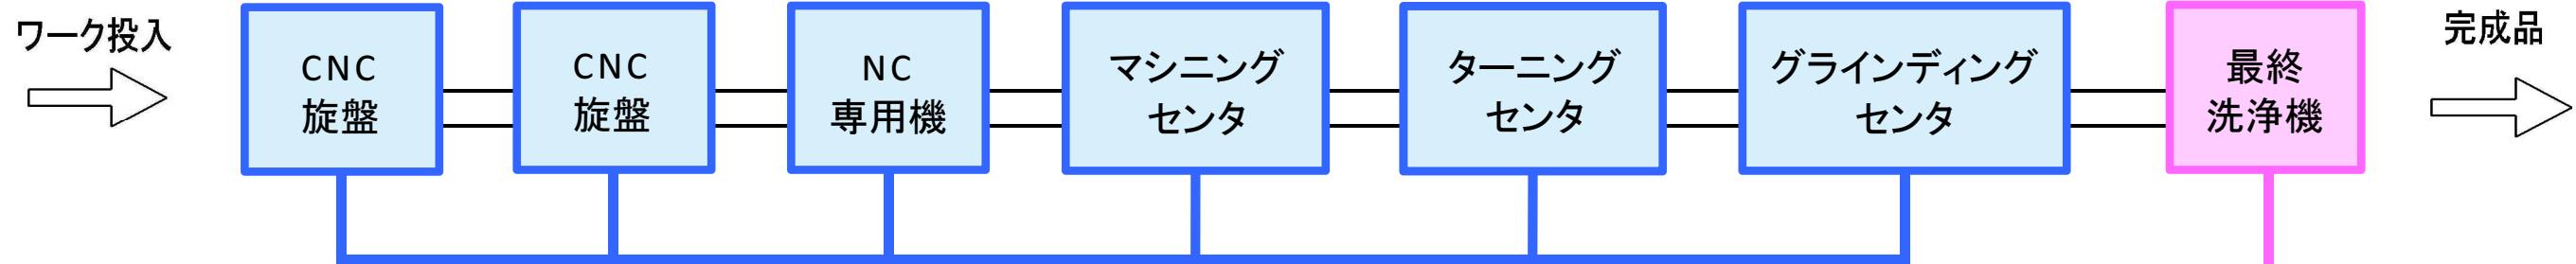 ワーク投入
CNC
旋盤
CNC
旋盤
NC
専用機
マシニング
センタ
ターニング
センタ
グラインディング
センタ
最終
洗浄機
完成品